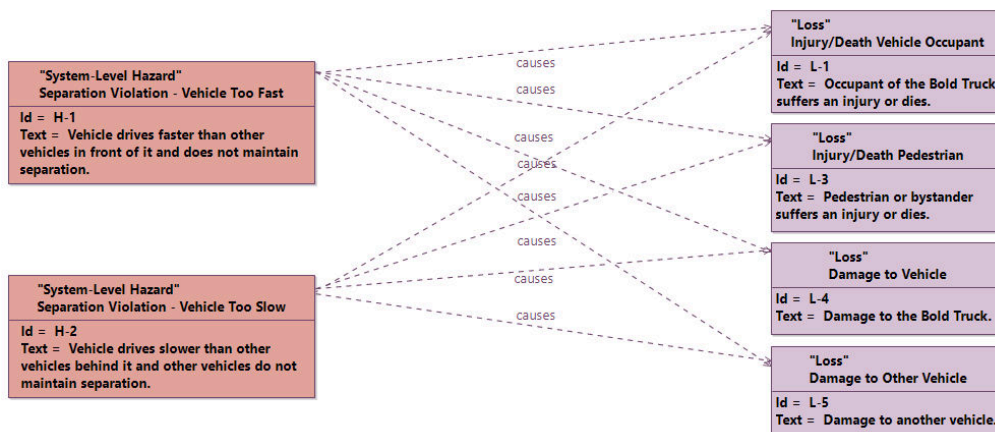 "System-Level Hazard"
Separation Violation - Vehicle Too Fast
Id = H-1
Text = Vehicle drives faster than other
vehicles in front of it and does not maintain
separation.
"System-Level Hazard"
Separation Violation - Vehicle Too Slow
Id = H-2
Text = Vehicle drives slower than other
vehicles behind it and other vehicles do not
maintain separation.
causes
causes
causes
causes
causes
causes
causes
causes
"Loss"
Injury/Death Vehicle Occupant
Id = L-1
Text = Occupant of the Bold Truck
suffers an injury or dies.
"Loss"
Injury/Death Pedestrian
Id = L-3
Text = Pedestrian or bystander
suffers an injury or dies.
"Loss"
Damage to Vehicle
Id = L-4
Text = Damage to the Bold Truck.
"Loss"
Damage to Other Vehicle
Id = L-5
Text = Damage to another vehicle.